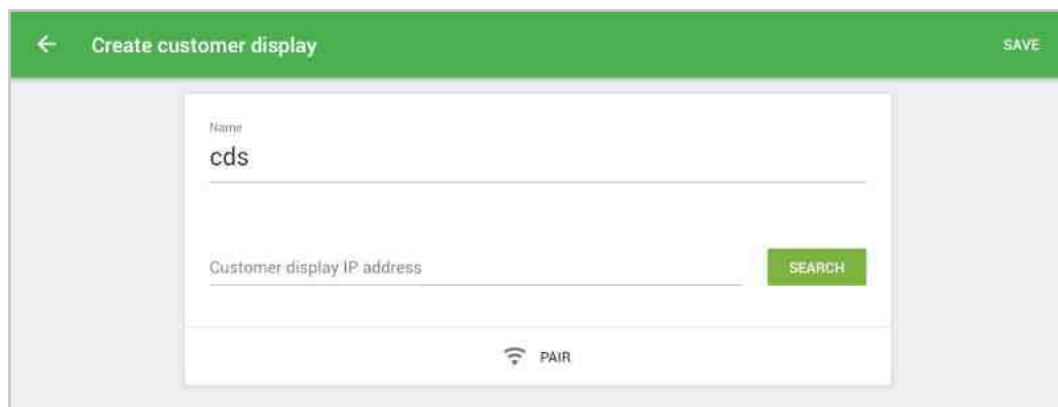 Create customer display
SAVE
Name
cds
Customer display IP address
SEARCH
PAIR